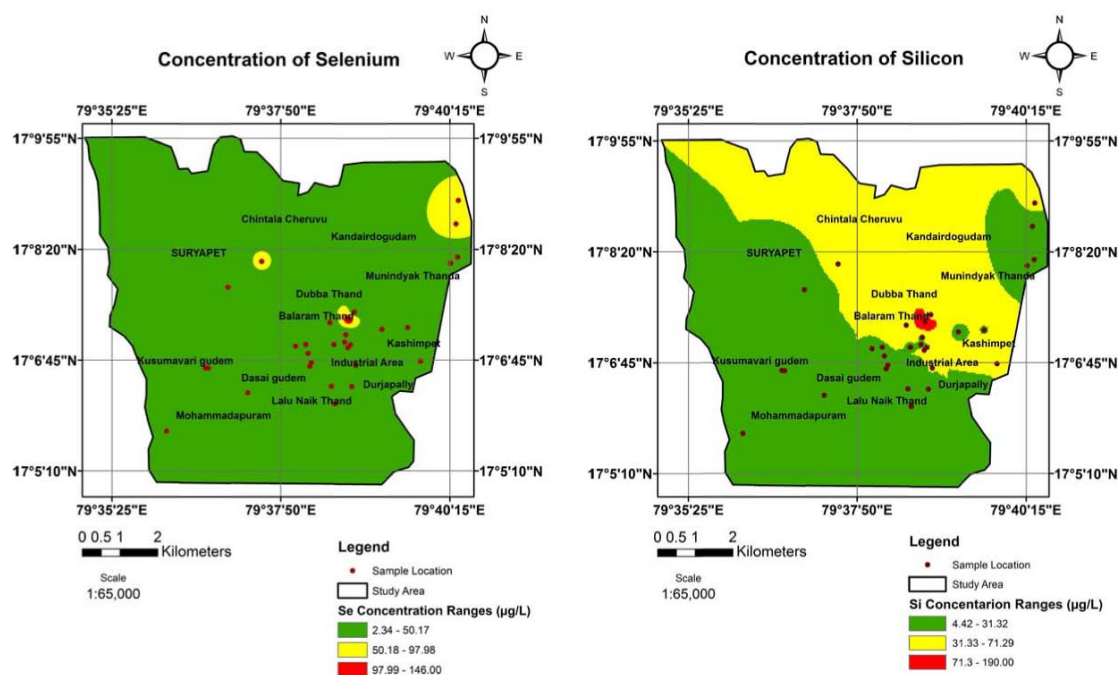 N
Concentration of Selenium
W E
S
79°35'25"E 79°37'50"E 79°40'15"E
17°9'55"N 17°9'55"N
Chintala Cheruvu
Kandairdogudam
17°8'20"N 17°8'20"N
SURYAPET
Munindyak Thanda
Dubba Thand
Balaram Thand
Kashimpet
17°6'45"N 17°6'45"N
Kusumavari gudem Industrial Area
Dasai gudem Durjapally
Lalu Naik Thand
Mohammadapuram
17°5'10"N 17°5'10"N
79°35'25"E 79°37'50"E 79°40'15"E
0 0.5 1 2
Kilometers
Scale
1:65,000
Legend
Sample Location
Study Area
Se Concentration Ranges (µg/L)
2.34 - 50.17
50.18 - 97.98
97.99 - 146.00
N
Concentration of Silicon
W E
S
79°35'25"E 79°37'50"E 79°40'15"E
17°9'55"N 17°9'55"N
Chintala Cheruvu
Kandairdogudam
17°8'20"N 17°8'20"N
SURYAPET
Munindyak Thanda
Dubba Thand
Balaram Thand
Kashimpet
17°6'45"N 17°6'45"N
Kusumavari gudem Industrial Area
Dasai gudem Durjapally
Lalu Naik Thand
Mohammadapuram
17°5'10"N 17°5'10"N
79°35'25"E 79°37'50"E 79°40'15"E
0 0.5 1 2
Kilometers
Scale
1:65,000
Legend
Sample Location
Study Area
Si Concentarion Ranges (µg/L)
4.42 - 31.32
31.33 - 71.29
71.3 - 190.00